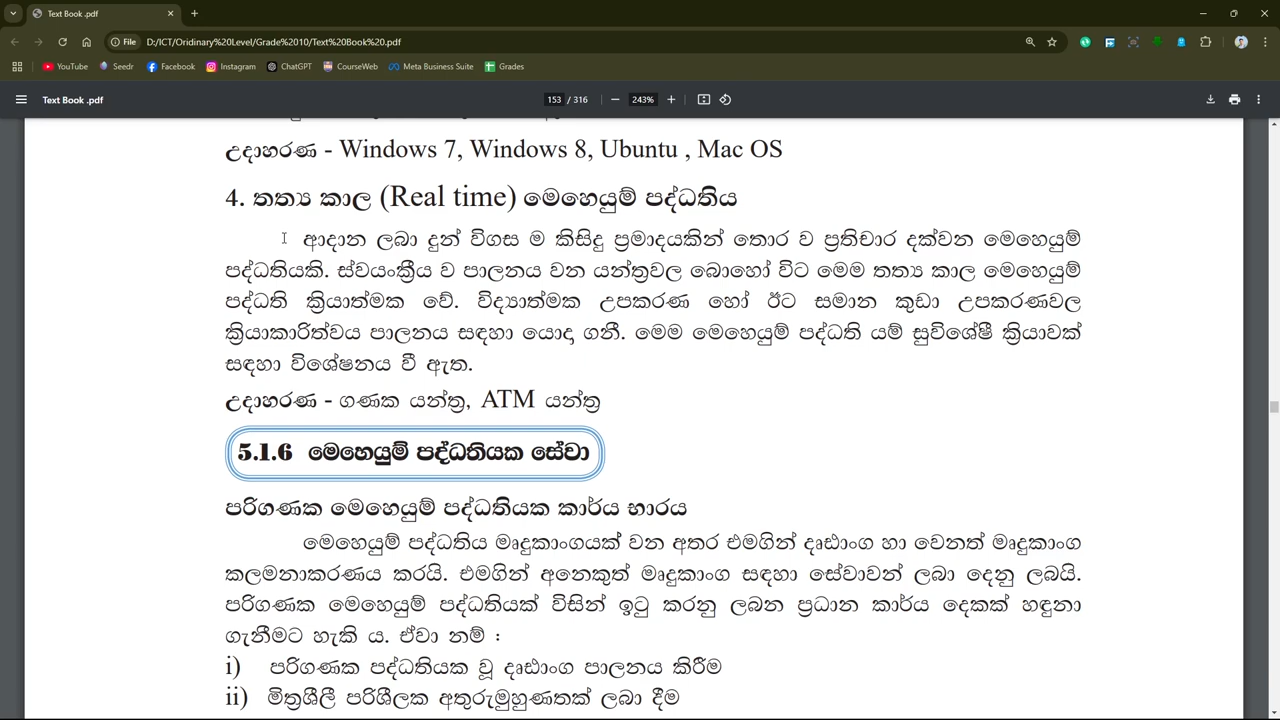 Text Book .pdf
File D:/ICT/Oridinary%20Level/Grade%2010/Text%20Book%20.pdf
YouTube Seedr Facebook Instagram ChatGPT CourseWeb Meta Business Suite Grades
Text Book .pdf 153 / 316 243%
උදාහරණ - Windows 7, Windows 8, Ubuntu , Mac OS
4. තත්‍ය කාල (Real time) මෙහෙයුම් පද්ධතිය
ආදාන ලබා දුන් විගස ම කිසිදු ප්‍රමාදයකින් තොර ව ප්‍රතිචාර දක්වන මෙහෙයුම්
පද්ධතියකි. ස්වයංක්‍රීය ව පාලනය වන යන්ත්‍රවල බොහෝ විට මෙම තත්‍ය කාල මෙහෙයුම්
පද්ධති ක්‍රියාත්මක වේ. විද්‍යාත්මක උපකරණ හෝ ඊට සමාන කුඩා උපකරණවල
ක්‍රියාකාරිත්වය පාලනය සඳහා යොදා ගනී. මෙම මෙහෙයුම් පද්ධති යම් සුවිශේෂී ක්‍රියාවක්
සඳහා විශේෂනය වී ඇත.
උදාහරණ - ගණක යන්ත්‍ර, ATM යන්ත්‍ර
5.1.6 මෙහෙයුම් පද්ධතියක සේවා
පරිගණක මෙහෙයුම් පද්ධතියක කාර්ය භාරය
මෙහෙයුම් පද්ධතිය මෘදුකාංගයක් වන අතර එමගින් දෘඪාංග හා වෙනත් මෘදුකාංග
කලමනාකරණය කරයි. එමගින් අනෙකුත් මෘදුකාංග සඳහා සේවාවන් ලබා දෙනු ලබයි.
පරිගණක මෙහෙයුම් පද්ධතියක් විසින් ඉටු කරනු ලබන ප්‍රධාන කාර්ය දෙකක් හඳුනා
ගැනීමට හැකි ය. ඒවා නම් :
i) පරිගණක පද්ධතියක වූ දෘඪාංග පාලනය කිරීම
ii) මිත්‍රශීලී පරිශීලක අතුරුමුහුණතක් ලබා දීම